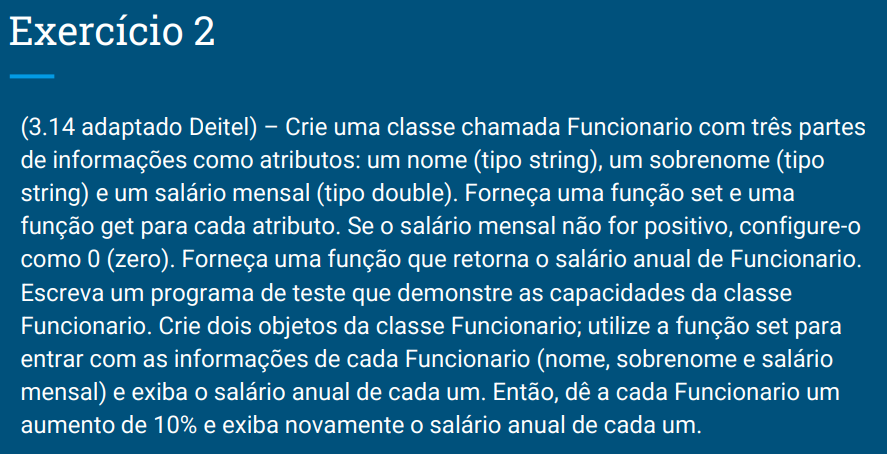 Exercício 2
(3.14 adaptado Deitel) – Crie uma classe chamada Funcionario com três partes
de informações como atributos: um nome (tipo string), um sobrenome (tipo
string) e um salário mensal (tipo double). Forneça uma função set e uma
função get para cada atributo. Se o salário mensal não for positivo, configure-o
como 0 (zero). Forneça uma função que retorna o salário anual de Funcionario.
Escreva um programa de teste que demonstre as capacidades da classe
Funcionario. Crie dois objetos da classe Funcionario; utilize a função set para
entrar com as informações de cada Funcionario (nome, sobrenome e salário
mensal) e exiba o salário anual de cada um. Então, dê a cada Funcionario um
aumento de 10% e exiba novamente o salário anual de cada um.